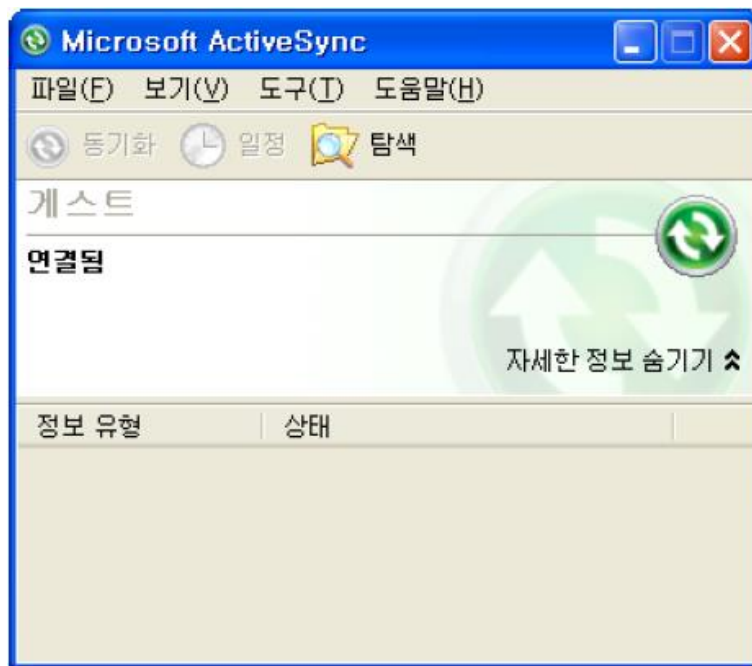 Microsoft ActiveSync
파일(F) 보기(V) 도구(T) 도움말(H)
동기화 일정 탐색
게스트
연결됨
자세한 정보 숨기기
정보 유형 상태